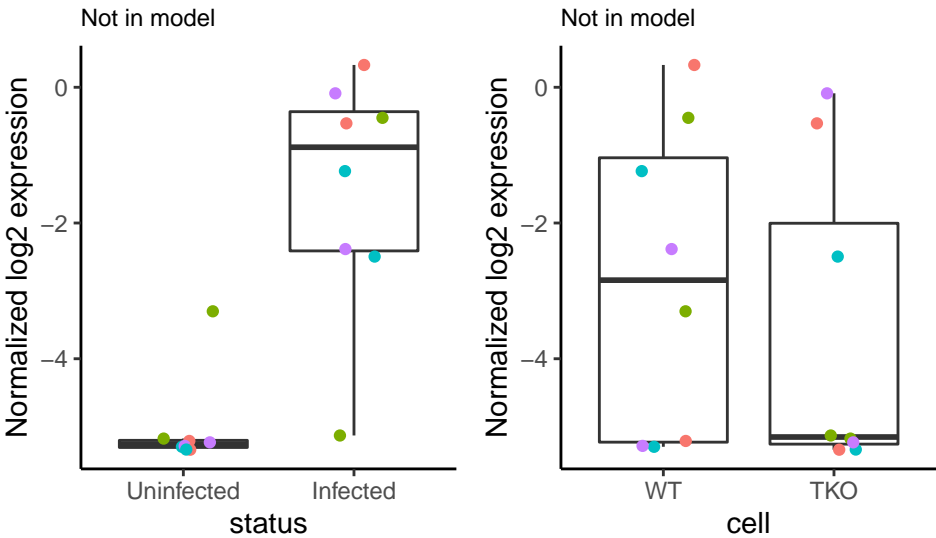 Not in model
Normalized log2 expression
0
−2
−4
Uninfected
Infected
status
Not in model
Normalized log2 expression
0
−2
−4
WT
TKO
cell